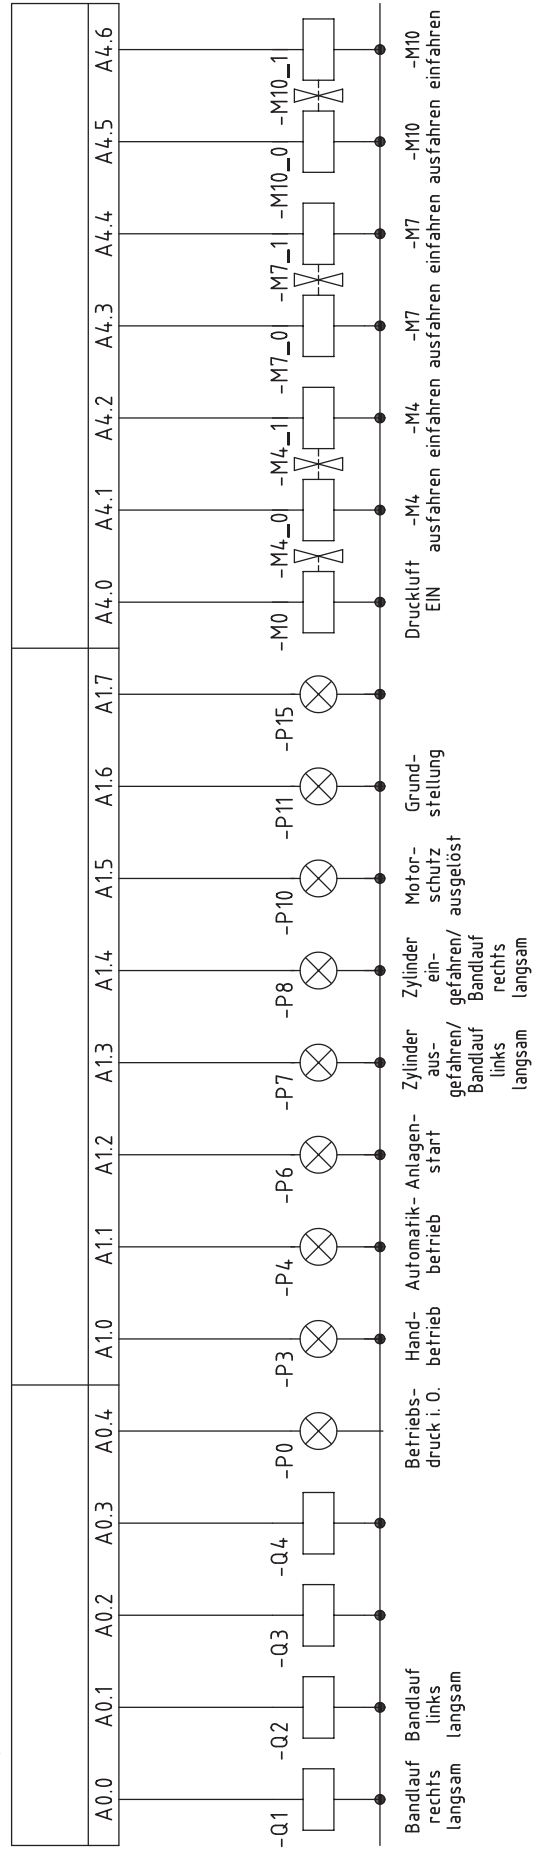 A0.0
A0.1
A0.2
A0.3
A0.4
A1.0
A1.1
A1.2
A1.3
A1.4
A1.5
A1.6
A1.7
A4.0
A4.1
A4.2
A4.3
A4.4
A4.5
A4.6
-Q1
-Q2
-Q3
-Q4
-P0
-P3
-P4
-P6
-P7
-P8
-P10
-P11
-P15
-M0
-M4_0
-M4_1
-M7_0
-M7_1
-M10_0
-M10_1
Bandlauf
rechts
langsam
Bandlauf
links
langsam
Betriebs-
druck i. O.
Hand-
betrieb
Automatik-
betrieb
Anlagen-
start
Zylinder
aus-
gefahren/
Bandlauf
links
langsam
Zylinder
ein-
gefahren/
Bandlauf
rechts
langsam
Motor-
schutz
ausgelöst
Grund-
stellung
Druckluft
EIN
-M4
ausfahren
-M4
einfahren
-M7
ausfahren
-M7
einfahren
-M10
ausfahren
-M10
einfahren